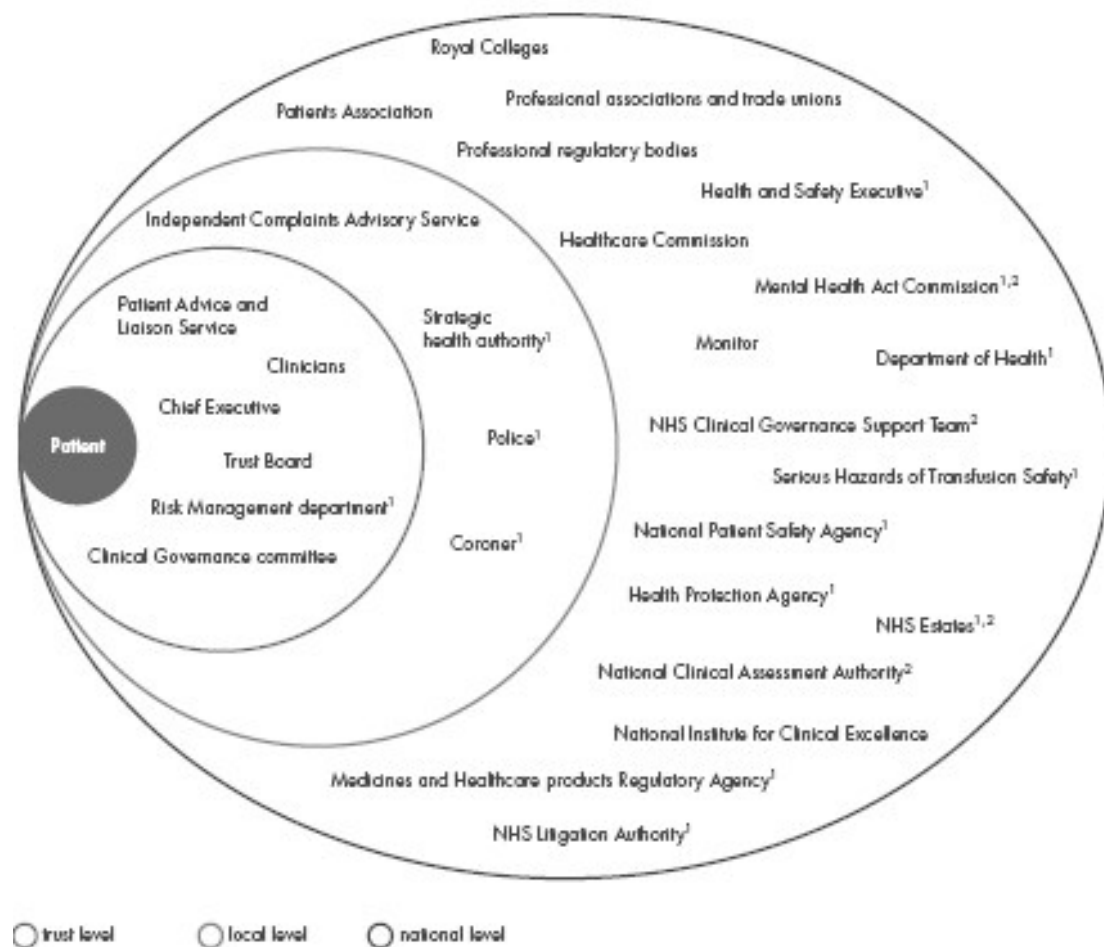 Royal Colleges
Professional associations and trade unions
Patients Association
Professional regulatory bodies
Health and Safety Executive¹
Independent Complaints Advisory Service
Healthcare Commission
Mental Health Act Commission¹,²
Patient Advice and
Liaison Service
Strategic
health authority¹
Monitor
Department of Health¹
Clinicians
Chief Executive
NHS Clinical Governance Support Team²
Patient
Police¹
Trust Board
Serious Hazards of Transfusion Safety¹
Risk Management department¹
National Patient Safety Agency¹
Coroner¹
Clinical Governance committee
Health Protection Agency¹
NHS Estates¹,²
National Clinical Assessment Authority²
National Institute for Clinical Excellence
Medicines and Healthcare products Regulatory Agency¹
NHS Litigation Authority¹
trust level
local level
national level